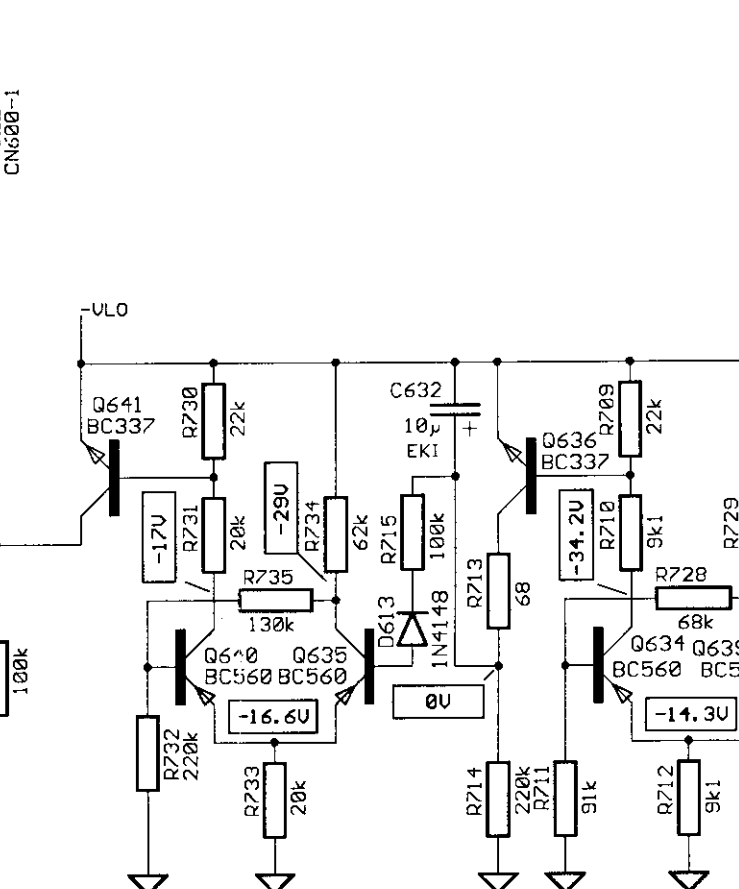 CN600-1
-VLO
Q641
BC337
R730
22k
C632
10µ
+
EKI
R709
22k
Q636
BC337
-17V
R731
20k
-29V
R734
62k
R715
100k
R713
68
-34.2V
R710
9k1
R729
R735
130k
D613
1N4148
R728
68k
100k
BC560
Q635
BC560
-16.6V
0V
Q634
BC560
-14.3V
R732
220k
R733
20k
R714
220k
R711
91k
R712
9k1